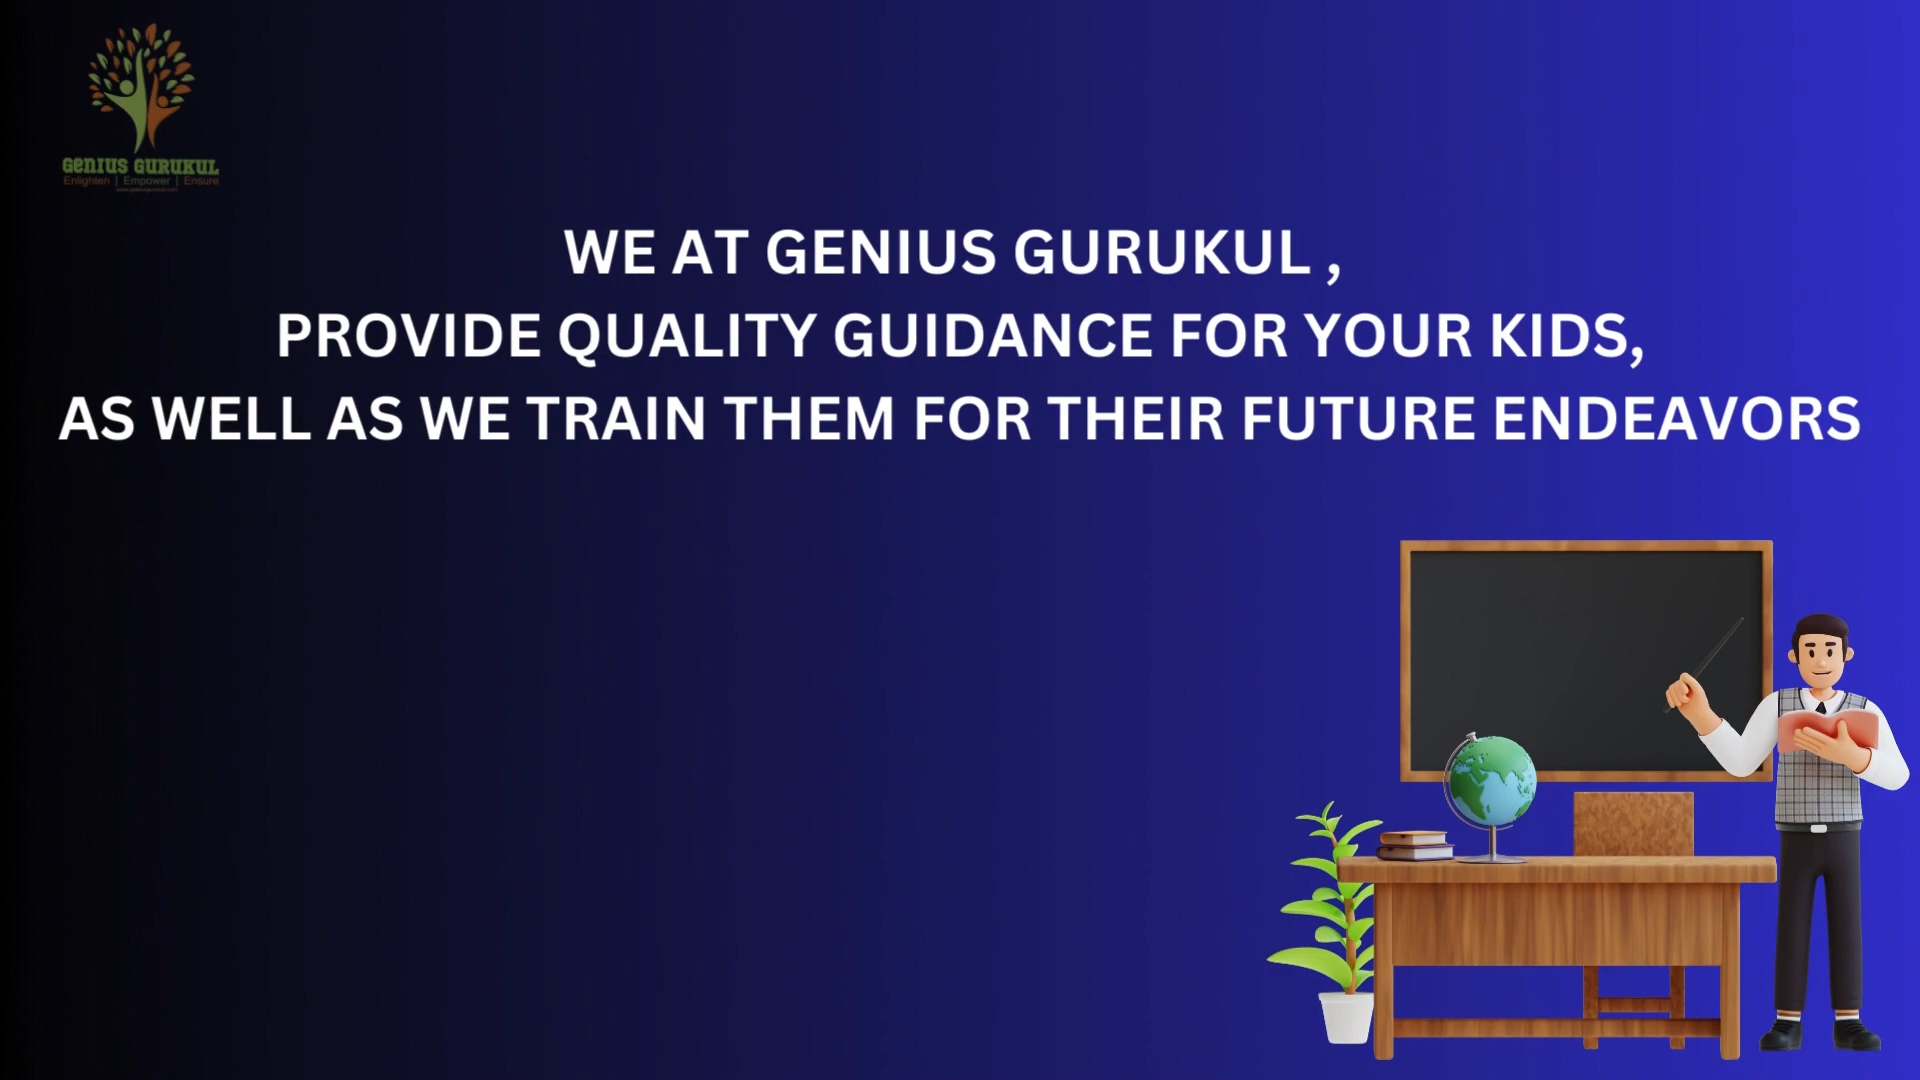 GENIUS GURUKUL
Enlighten | Empower | Ensure
WE AT GENIUS GURUKUL ,
PROVIDE QUALITY GUIDANCE FOR YOUR KIDS,
AS WELL AS WE TRAIN THEM FOR THEIR FUTURE ENDEAVORS